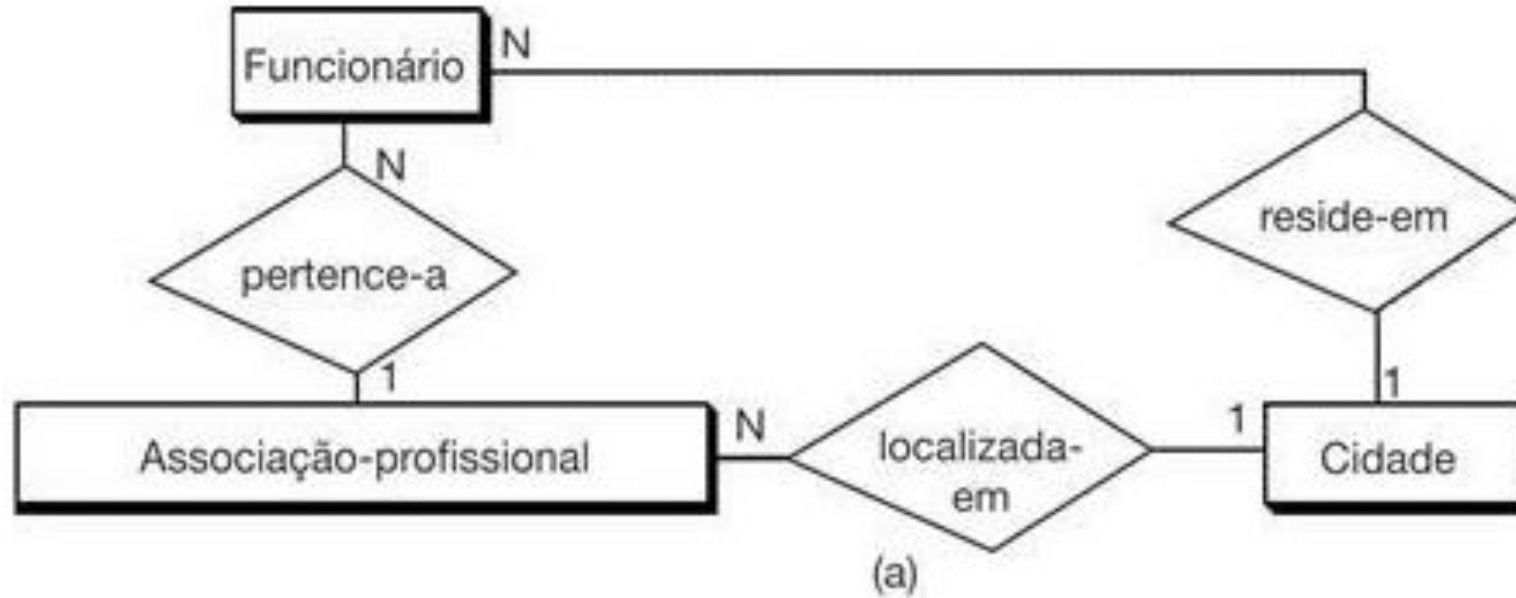 Funcionário
N
N
pertence-a
1
reside-em
1
Associação-profissional
N
localizada-
em
1
Cidade
(a)